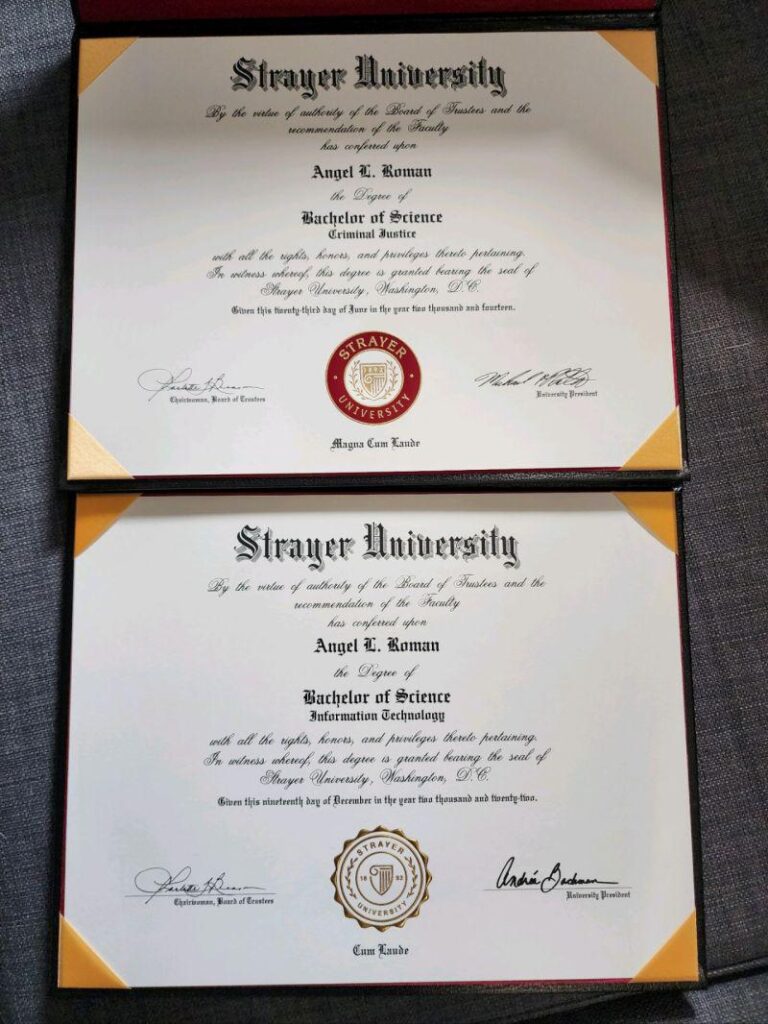 Strayer University
By the virtue of authority of the Board of Trustees and the
recommendation of the Faculty
has conferred upon
Angel L. Roman
the Degree of
Bachelor of Science
Criminal Justice
with all the rights, honors, and privileges thereto pertaining.
In witness whereof, this degree is granted bearing the seal of
Strayer University, Washington, D.C.
Given this twenty-third day of June in the year two thousand and fourteen.
STRAYER
1892
UNIVERSITY
Chairwoman, Board of Trustees
University President
Magna Cum Laude
Strayer University
By the virtue of authority of the Board of Trustees and the
recommendation of the Faculty
has conferred upon
Angel L. Roman
the Degree of
Bachelor of Science
Information Technology
with all the rights, honors, and privileges thereto pertaining.
In witness whereof, this degree is granted bearing the seal of
Strayer University, Washington, D.C.
Given this nineteenth day of December in the year two thousand and twenty-two.
STRAYER
18 92
UNIVERSITY
Andréa Backman
Chairwoman, Board of Trustees
University President
Cum Laude